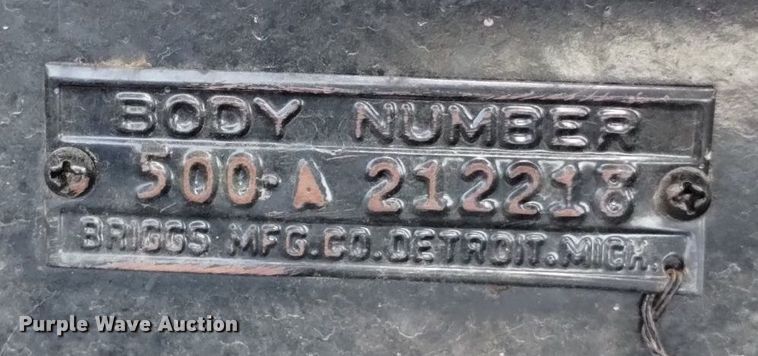 BODY NUMBER
500-A 212218
BRIGGS MFG.CO.DETROIT.MICH.
Purple Wave Auction